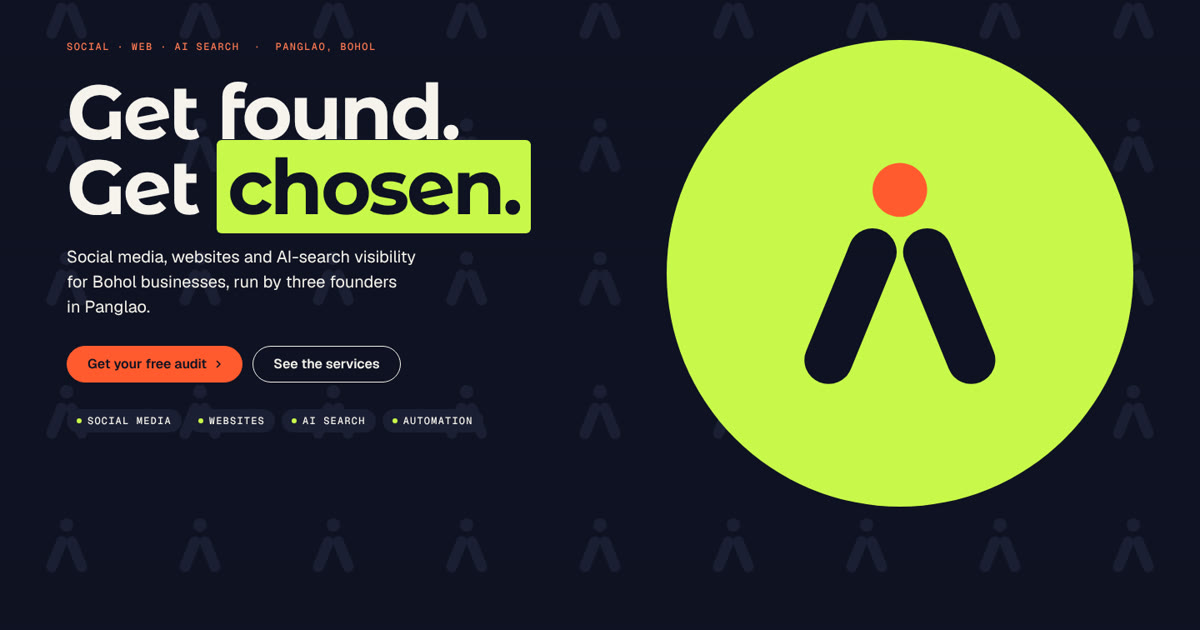 SOCIAL · WEB · AI SEARCH · PANGLAO, BOHOL
Get found.
Get chosen.
Social media, websites and AI-search visibility
for Bohol businesses, run by three founders
in Panglao.
Get your free audit ›
See the services
SOCIAL MEDIA
WEBSITES
AI SEARCH
AUTOMATION